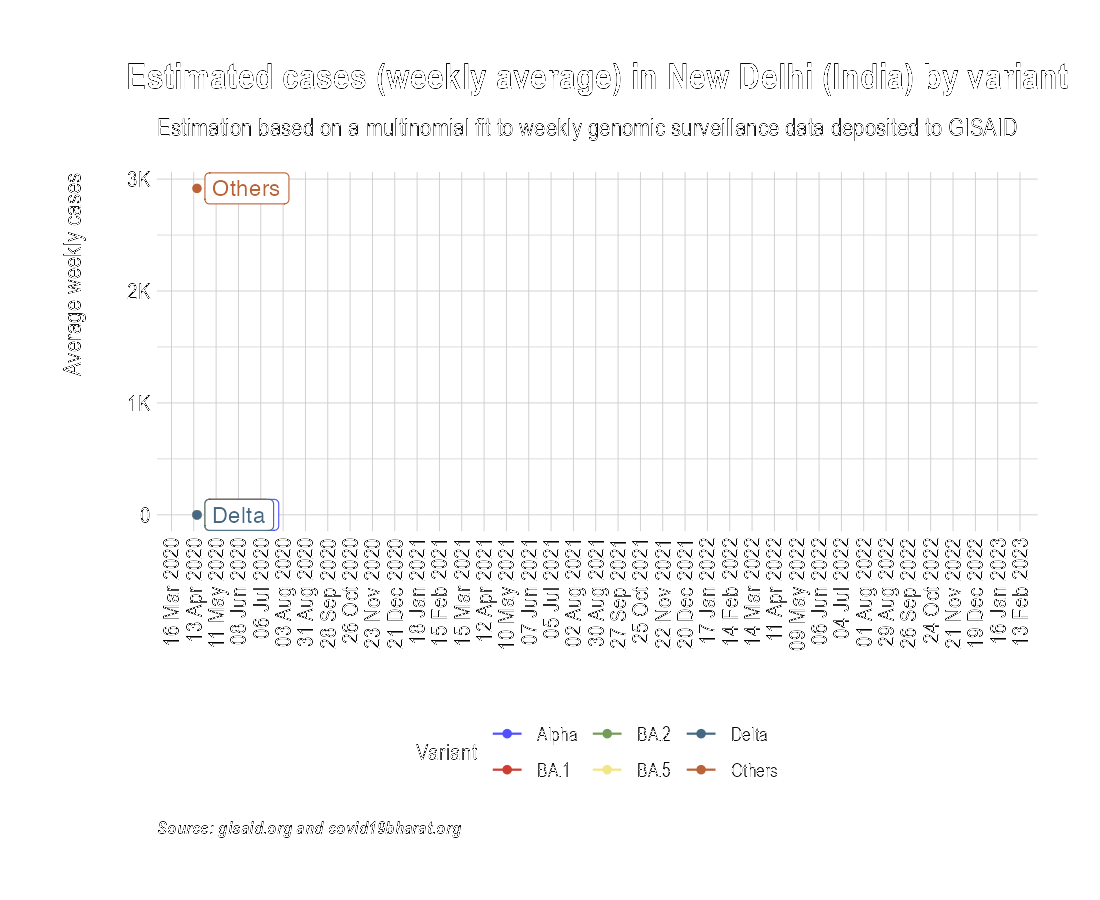 Estimated cases (weekly average) in New Delhi (India) by variant
Estimation based on a multinomial fit to weekly genomic surveillance data deposited to GISAID
Average weekly cases
3K
2K
1K
0
Others
Delta
16 Mar 2020
13 Apr 2020
11 May 2020
08 Jun 2020
06 Jul 2020
03 Aug 2020
31 Aug 2020
28 Sep 2020
26 Oct 2020
23 Nov 2020
21 Dec 2020
18 Jan 2021
15 Feb 2021
15 Mar 2021
12 Apr 2021
10 May 2021
07 Jun 2021
05 Jul 2021
02 Aug 2021
30 Aug 2021
27 Sep 2021
25 Oct 2021
22 Nov 2021
20 Dec 2021
17 Jan 2022
14 Feb 2022
14 Mar 2022
11 Apr 2022
09 May 2022
06 Jun 2022
04 Jul 2022
01 Aug 2022
29 Aug 2022
26 Sep 2022
24 Oct 2022
21 Nov 2022
19 Dec 2022
16 Jan 2023
13 Feb 2023
Variant
Alpha
BA.2
Delta
BA.1
BA.5
Others
Source: gisaid.org and covid19bharat.org